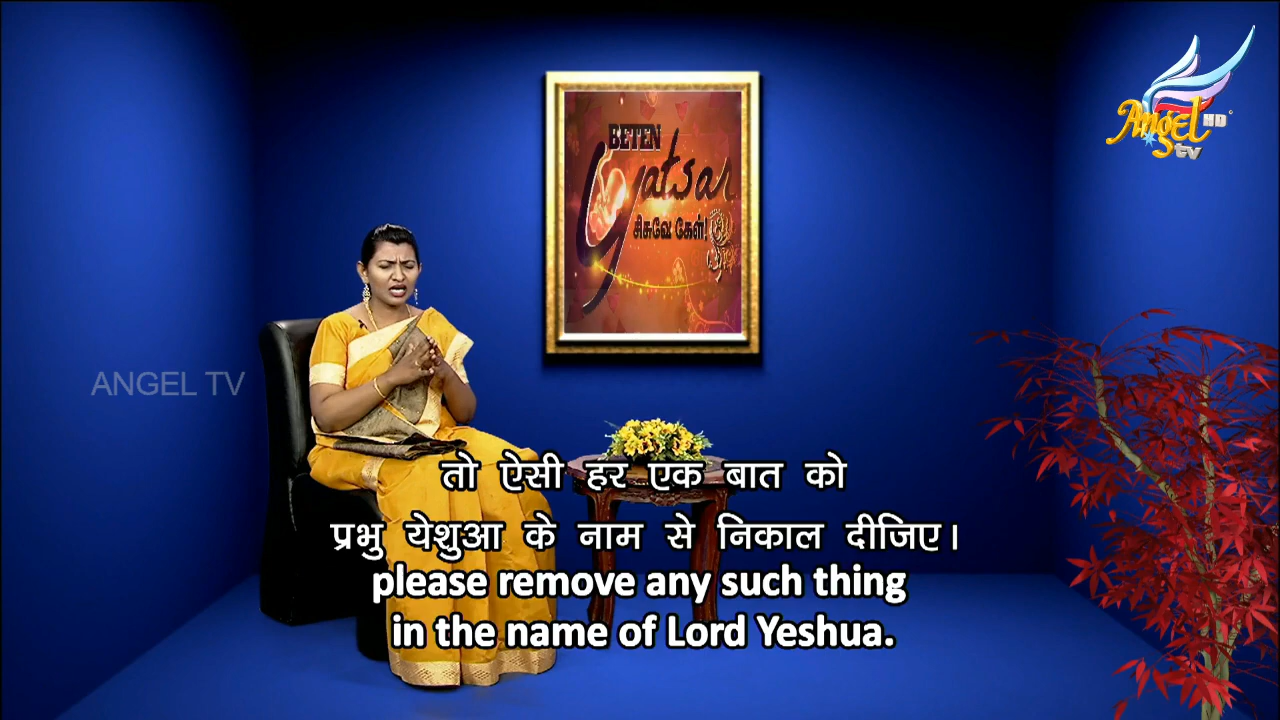 BETEN
yatsar
சிசுவே கேள்!
Angel HD
tv
ANGEL TV
तो ऐसी हर एक बात को
प्रभु येशुआ के नाम से निकाल दीजिए।
please remove any such thing
in the name of Lord Yeshua.